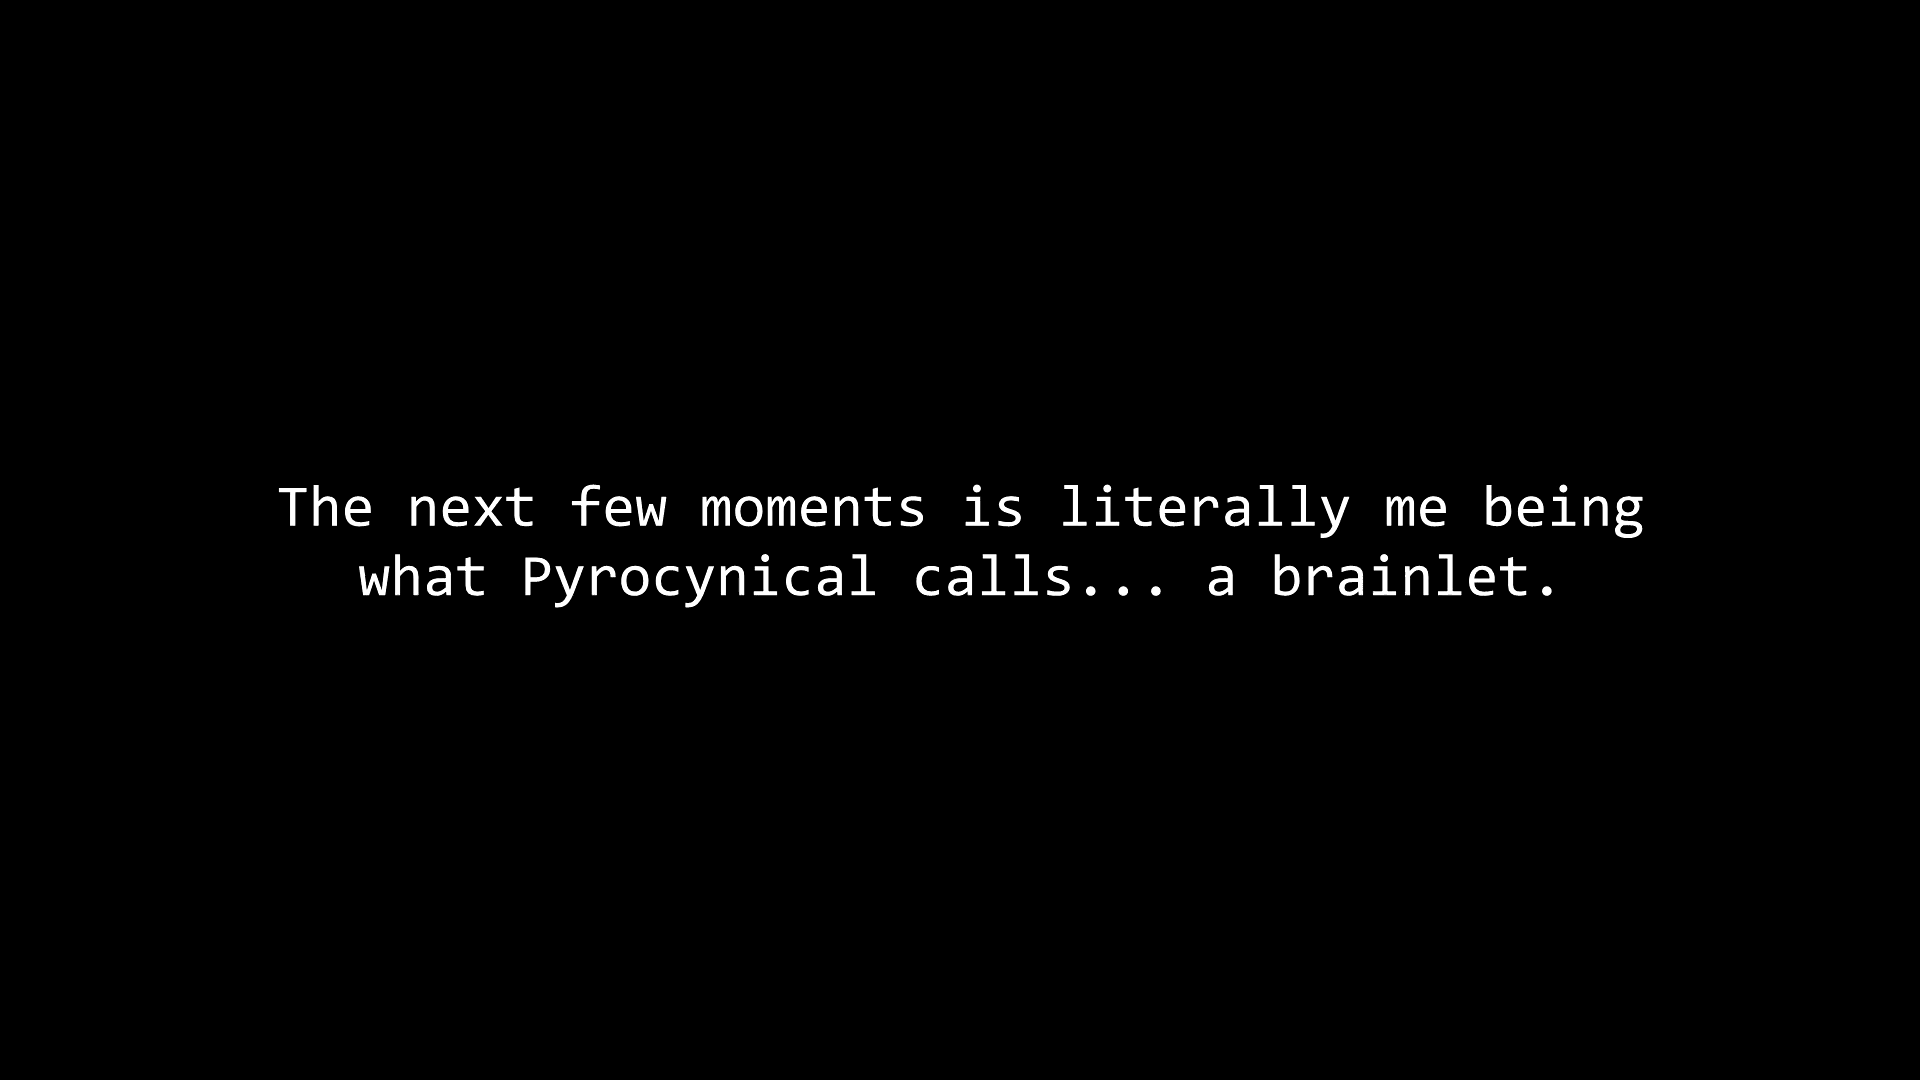 The next few moments is literally me being
what Pyrocynical calls... a brainlet.